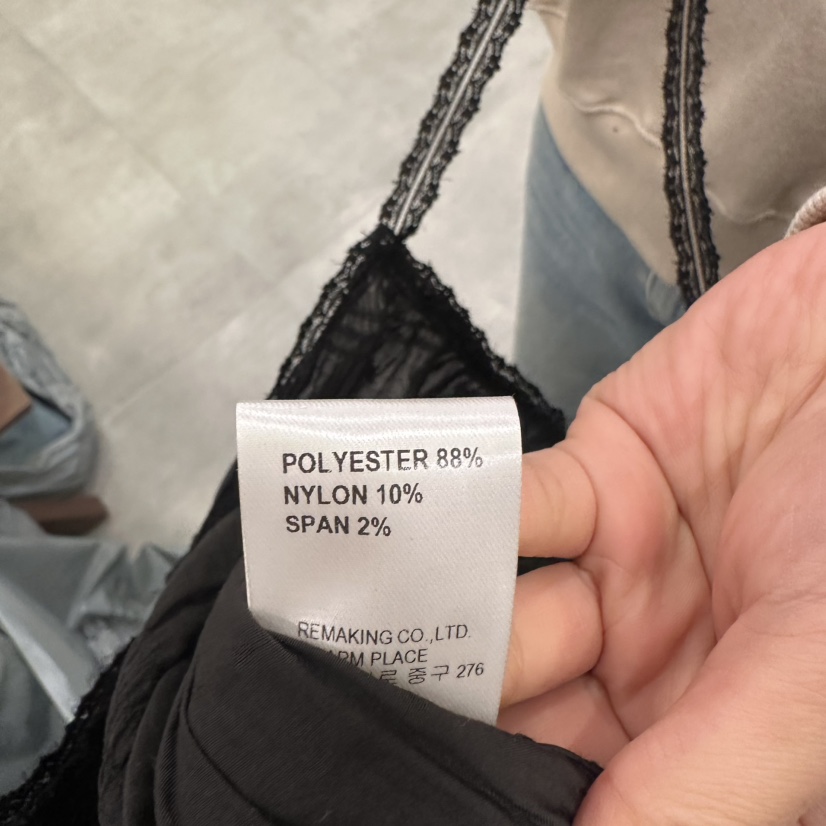 POLYESTER 88%
NYLON 10%
SPAN 2%
REMAKING CO.,LTD.
PLACE
중구 276